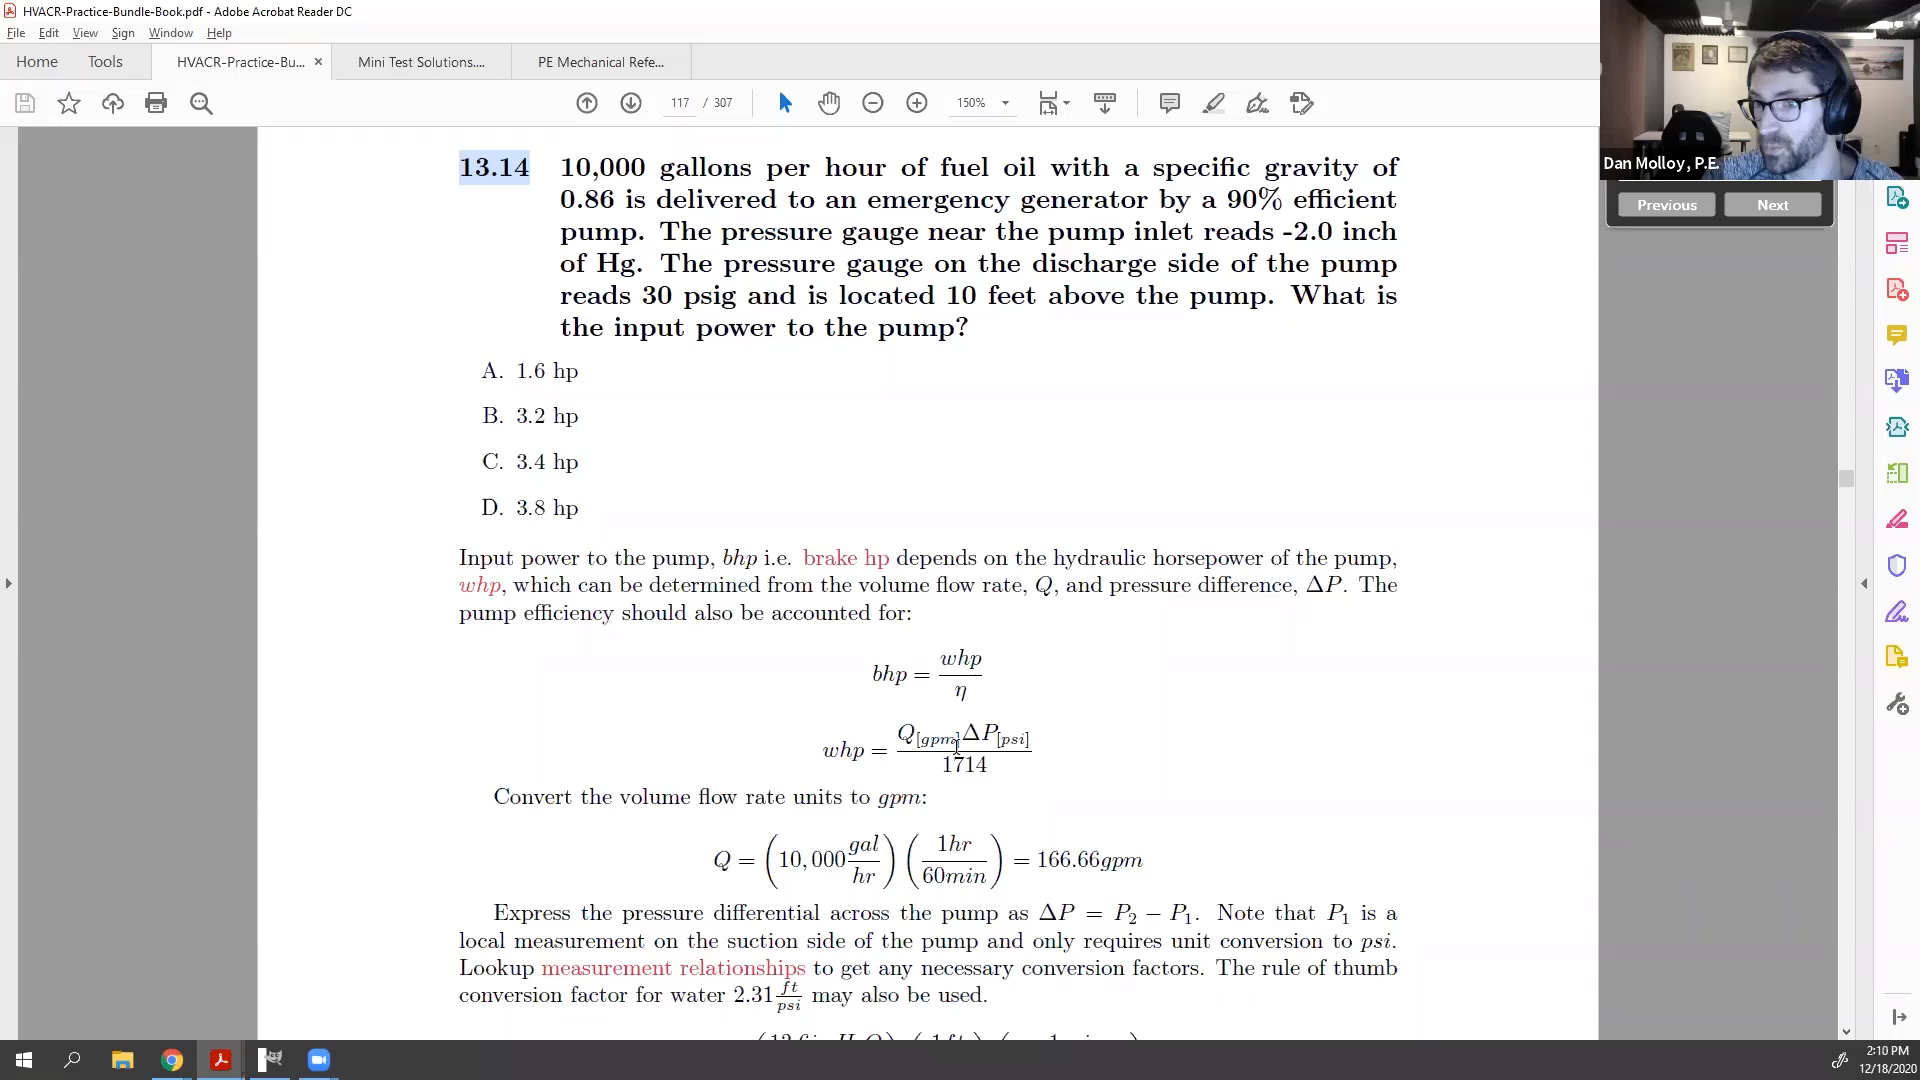 HVACR-Practice-Bundle-Book.pdf - Adobe Acrobat Reader DC
File Edit View Sign Window Help
Home Tools HVACR-Practice-Bu... × Mini Test Solutions.... PE Mechanical Refe...
117 / 307 150%
Dan Molloy, P.E.
Previous Next
13.14 10,000 gallons per hour of fuel oil with a specific gravity of
0.86 is delivered to an emergency generator by a 90% efficient
pump. The pressure gauge near the pump inlet reads -2.0 inch
of Hg. The pressure gauge on the discharge side of the pump
reads 30 psig and is located 10 feet above the pump. What is
the input power to the pump?
A. 1.6 hp
B. 3.2 hp
C. 3.4 hp
D. 3.8 hp
Input power to the pump, bhp i.e. brake hp depends on the hydraulic horsepower of the pump,
whp, which can be determined from the volume flow rate, Q, and pressure difference, ΔP. The
pump efficiency should also be accounted for:
bhp = whp / η
whp = Q[gpm]ΔP[psi] / 1714
Convert the volume flow rate units to gpm:
Q = (10,000 gal/hr) (1hr/60min) = 166.66gpm
Express the pressure differential across the pump as ΔP = P₂ − P₁. Note that P₁ is a
local measurement on the suction side of the pump and only requires unit conversion to psi.
Lookup measurement relationships to get any necessary conversion factors. The rule of thumb
conversion factor for water 2.31 ft/psi may also be used.
2:10 PM
12/18/2020